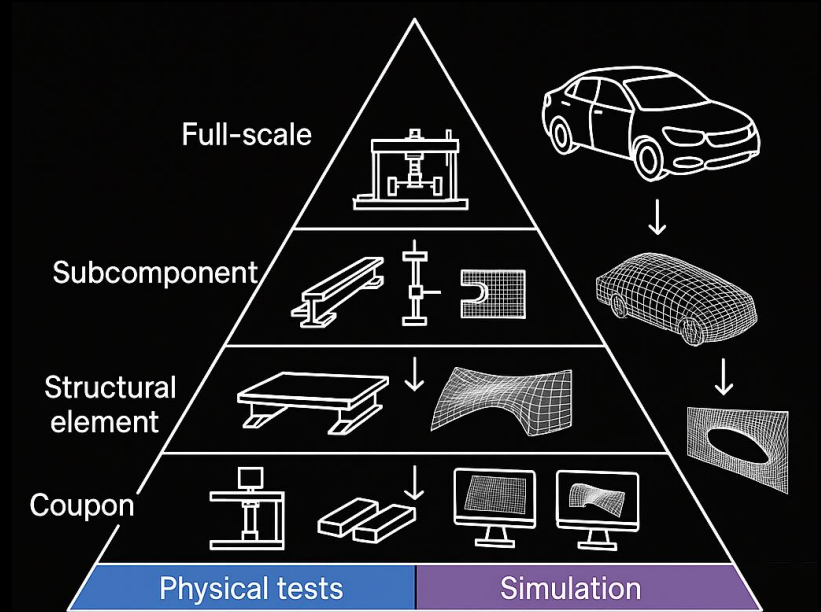 Full-scale
Subcomponent
Structural
element
Coupon
Physical tests
Simulation